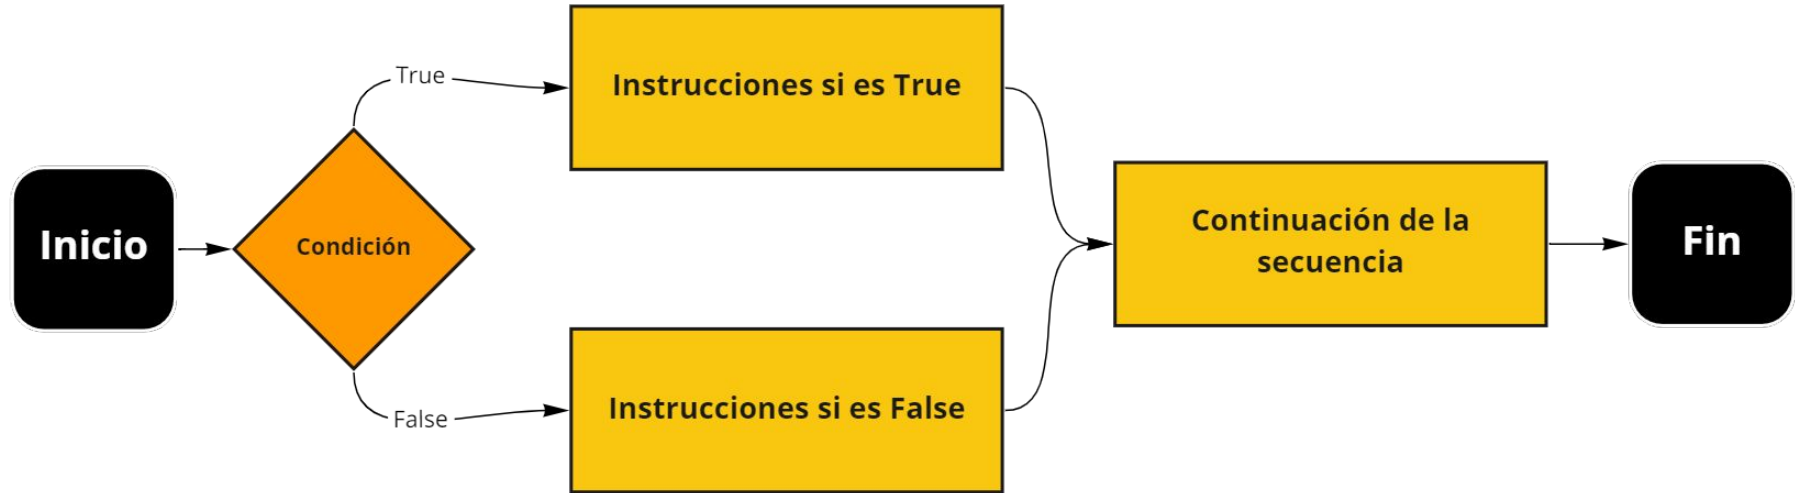 Inicio
Condición
True
Instrucciones si es True
False
Instrucciones si es False
Continuación de la
secuencia
Fin